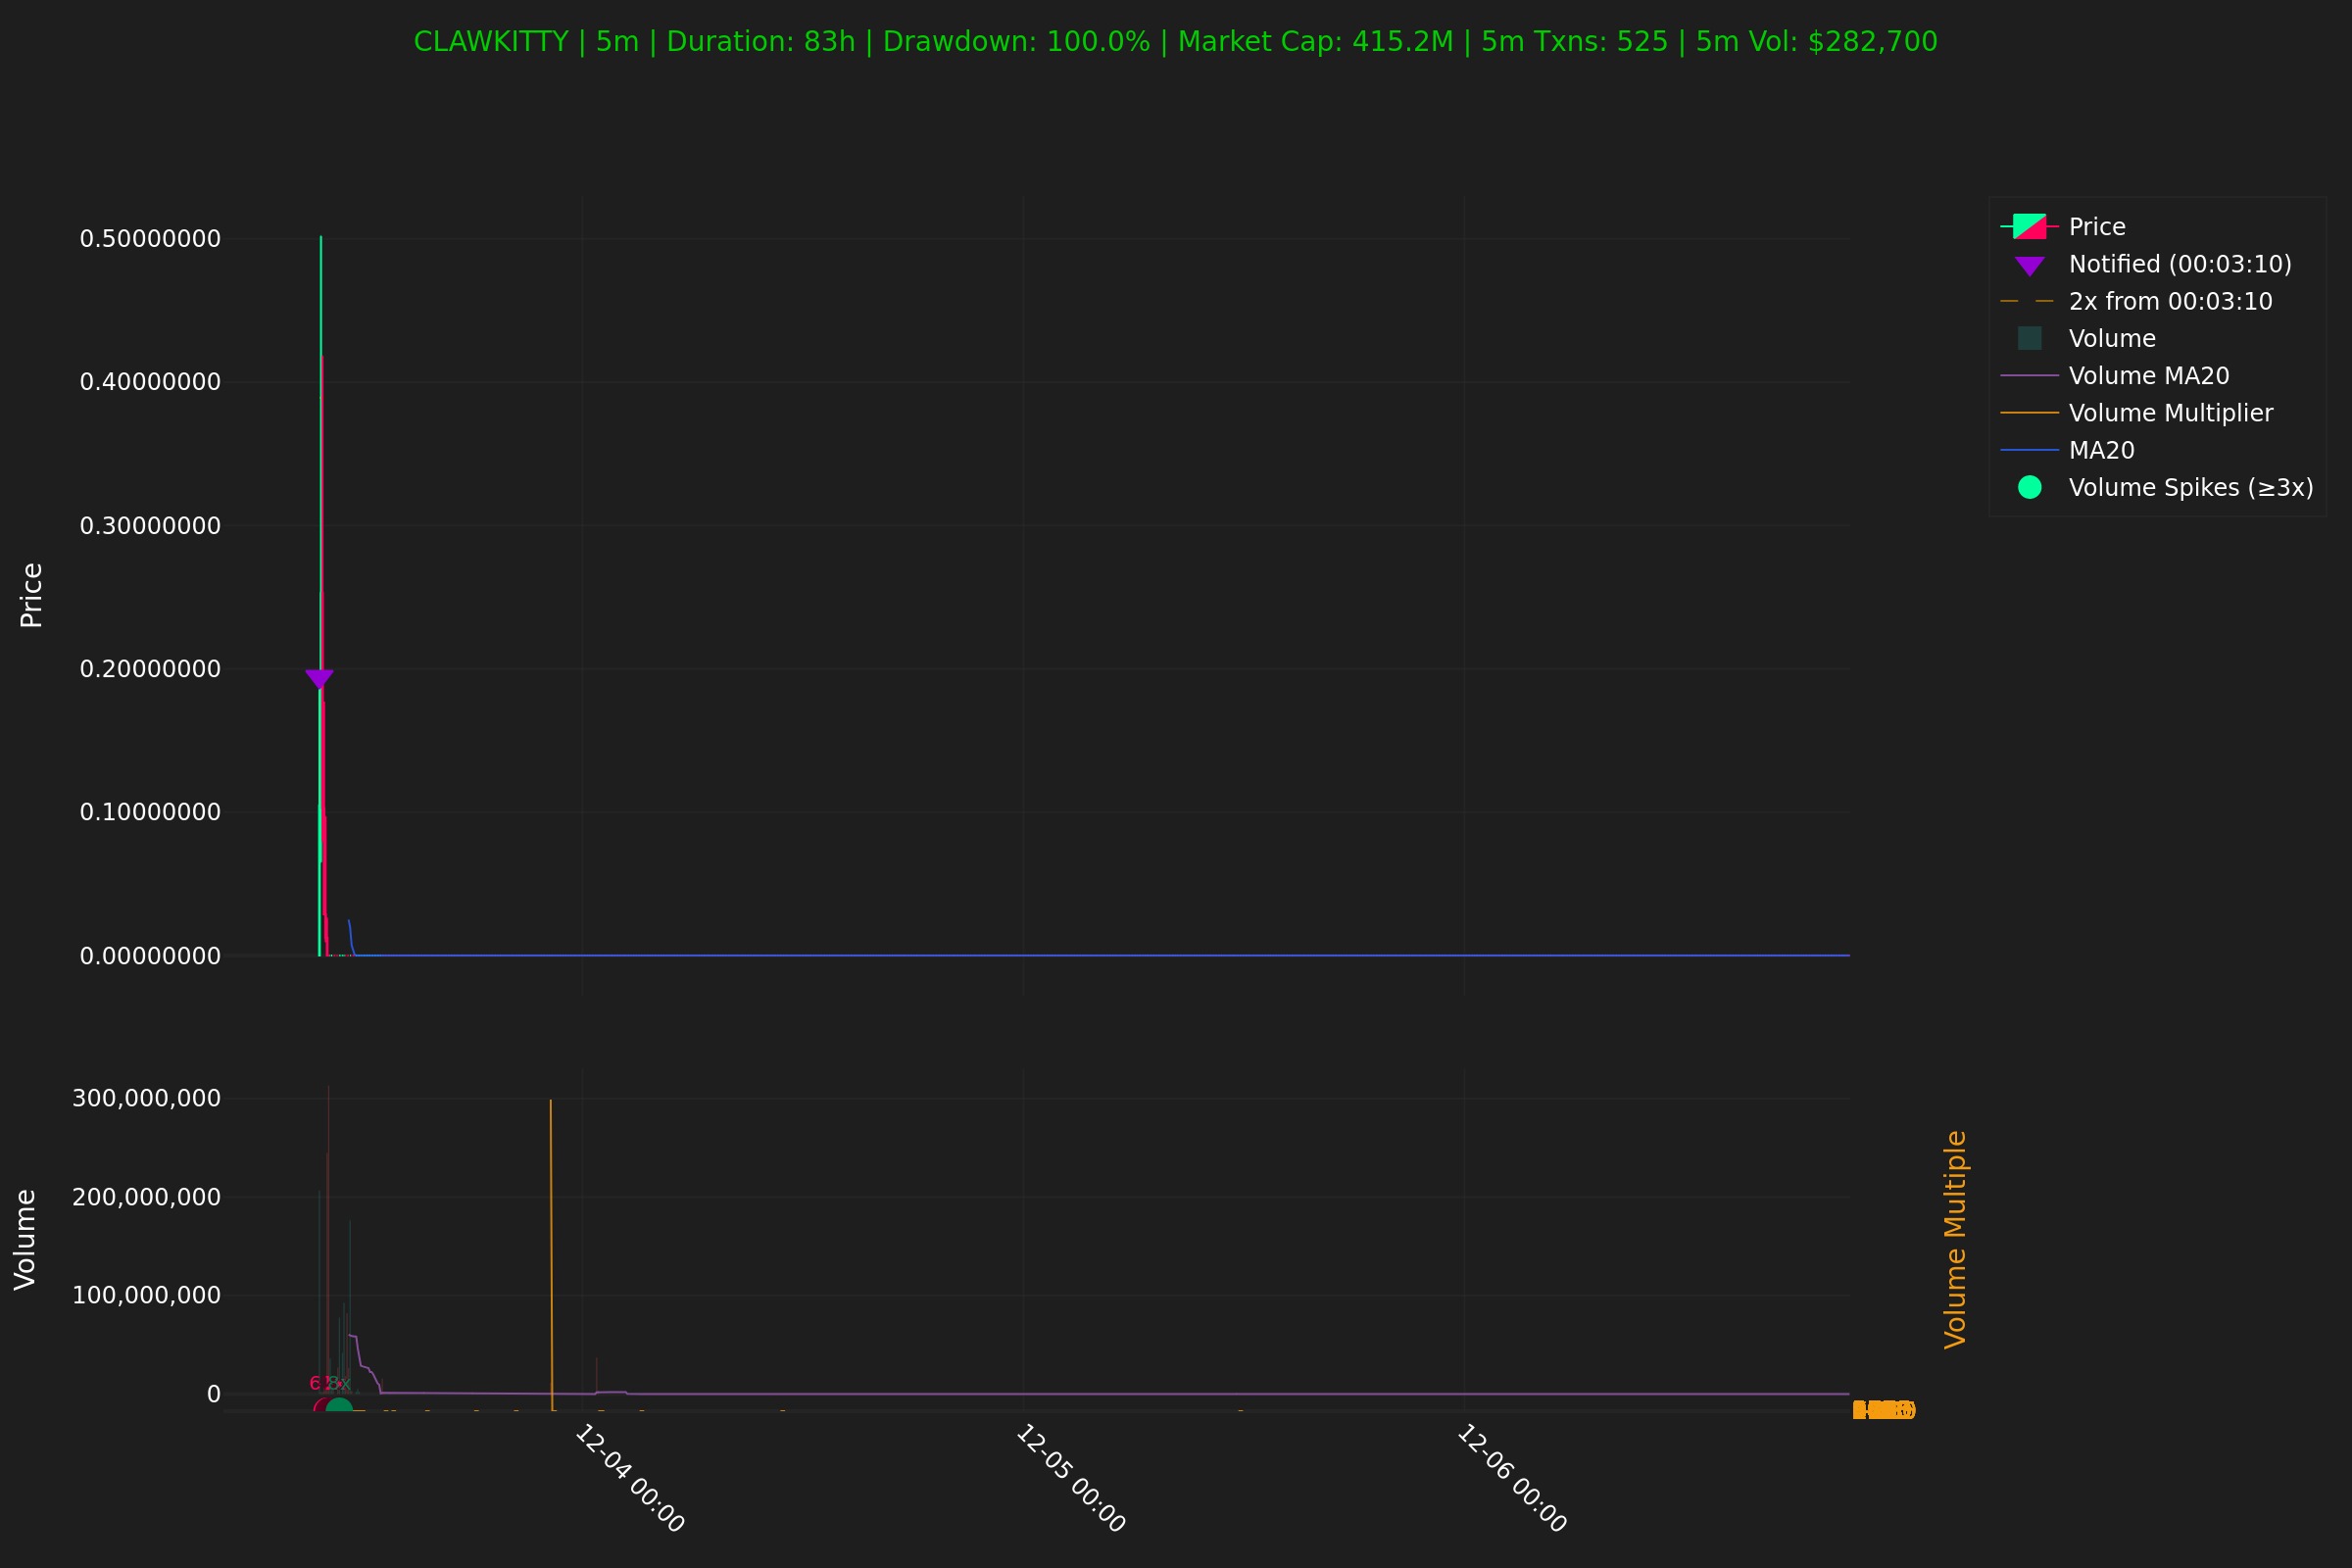 CLAWKITTY | 5m | Duration: 83h | Drawdown: 100.0% | Market Cap: 415.2M | 5m Txns: 525 | 5m Vol: $282,700
Price
Notified (00:03:10)
2x from 00:03:10
Volume
Volume MA20
Volume Multiplier
MA20
Volume Spikes (≥3x)
Price
0.50000000
0.40000000
0.30000000
0.20000000
0.10000000
0.00000000
Volume
300,000,000
200,000,000
100,000,000
0
8x
Volume Multiple
12-04 00:00
12-05 00:00
12-06 00:00